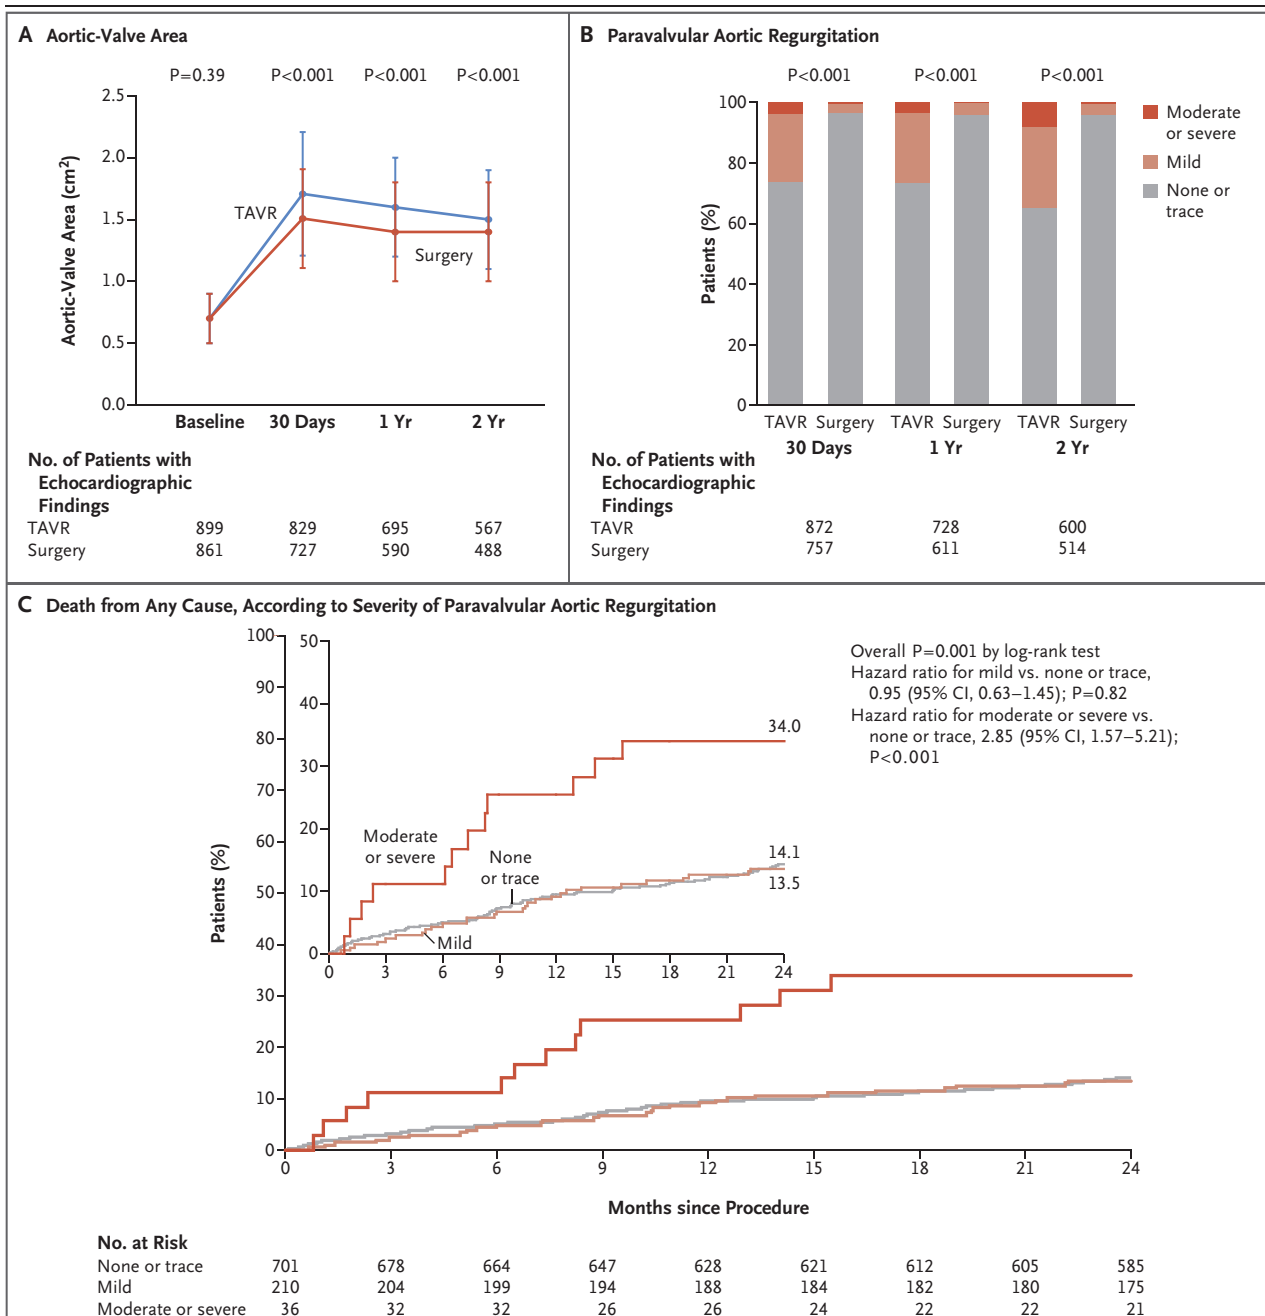 A Aortic-Valve Area
P=0.39 P<0.001 P<0.001 P<0.001
2.5
2.0
1.5
1.0
0.5
0.0
Aortic-Valve Area (cm²)
TAVR
Surgery
Baseline 30 Days 1 Yr 2 Yr
No. of Patients with
Echocardiographic
Findings
TAVR 899 829 695 567
Surgery 861 727 590 488
B Paravalvular Aortic Regurgitation
P<0.001 P<0.001 P<0.001
100
80
60
40
20
0
Patients (%)
Moderate
or severe
Mild
None or
trace
TAVR Surgery TAVR Surgery TAVR Surgery
30 Days 1 Yr 2 Yr
No. of Patients with
Echocardiographic
Findings
TAVR 872 728 600
Surgery 757 611 514
C Death from Any Cause, According to Severity of Paravalvular Aortic Regurgitation
100
90
80
70
60
50
40
30
20
10
0
Patients (%)
50
40
30
20
10
0
34.0
Moderate
or severe
None
or trace
14.1
13.5
Mild
0 3 6 9 12 15 18 21 24
Overall P=0.001 by log-rank test
Hazard ratio for mild vs. none or trace,
0.95 (95% CI, 0.63–1.45); P=0.82
Hazard ratio for moderate or severe vs.
none or trace, 2.85 (95% CI, 1.57–5.21);
P<0.001
0 3 6 9 12 15 18 21 24
Months since Procedure
No. at Risk
None or trace 701 678 664 647 628 621 612 605 585
Mild 210 204 199 194 188 184 182 180 175
Moderate or severe 36 32 32 26 26 24 22 22 21